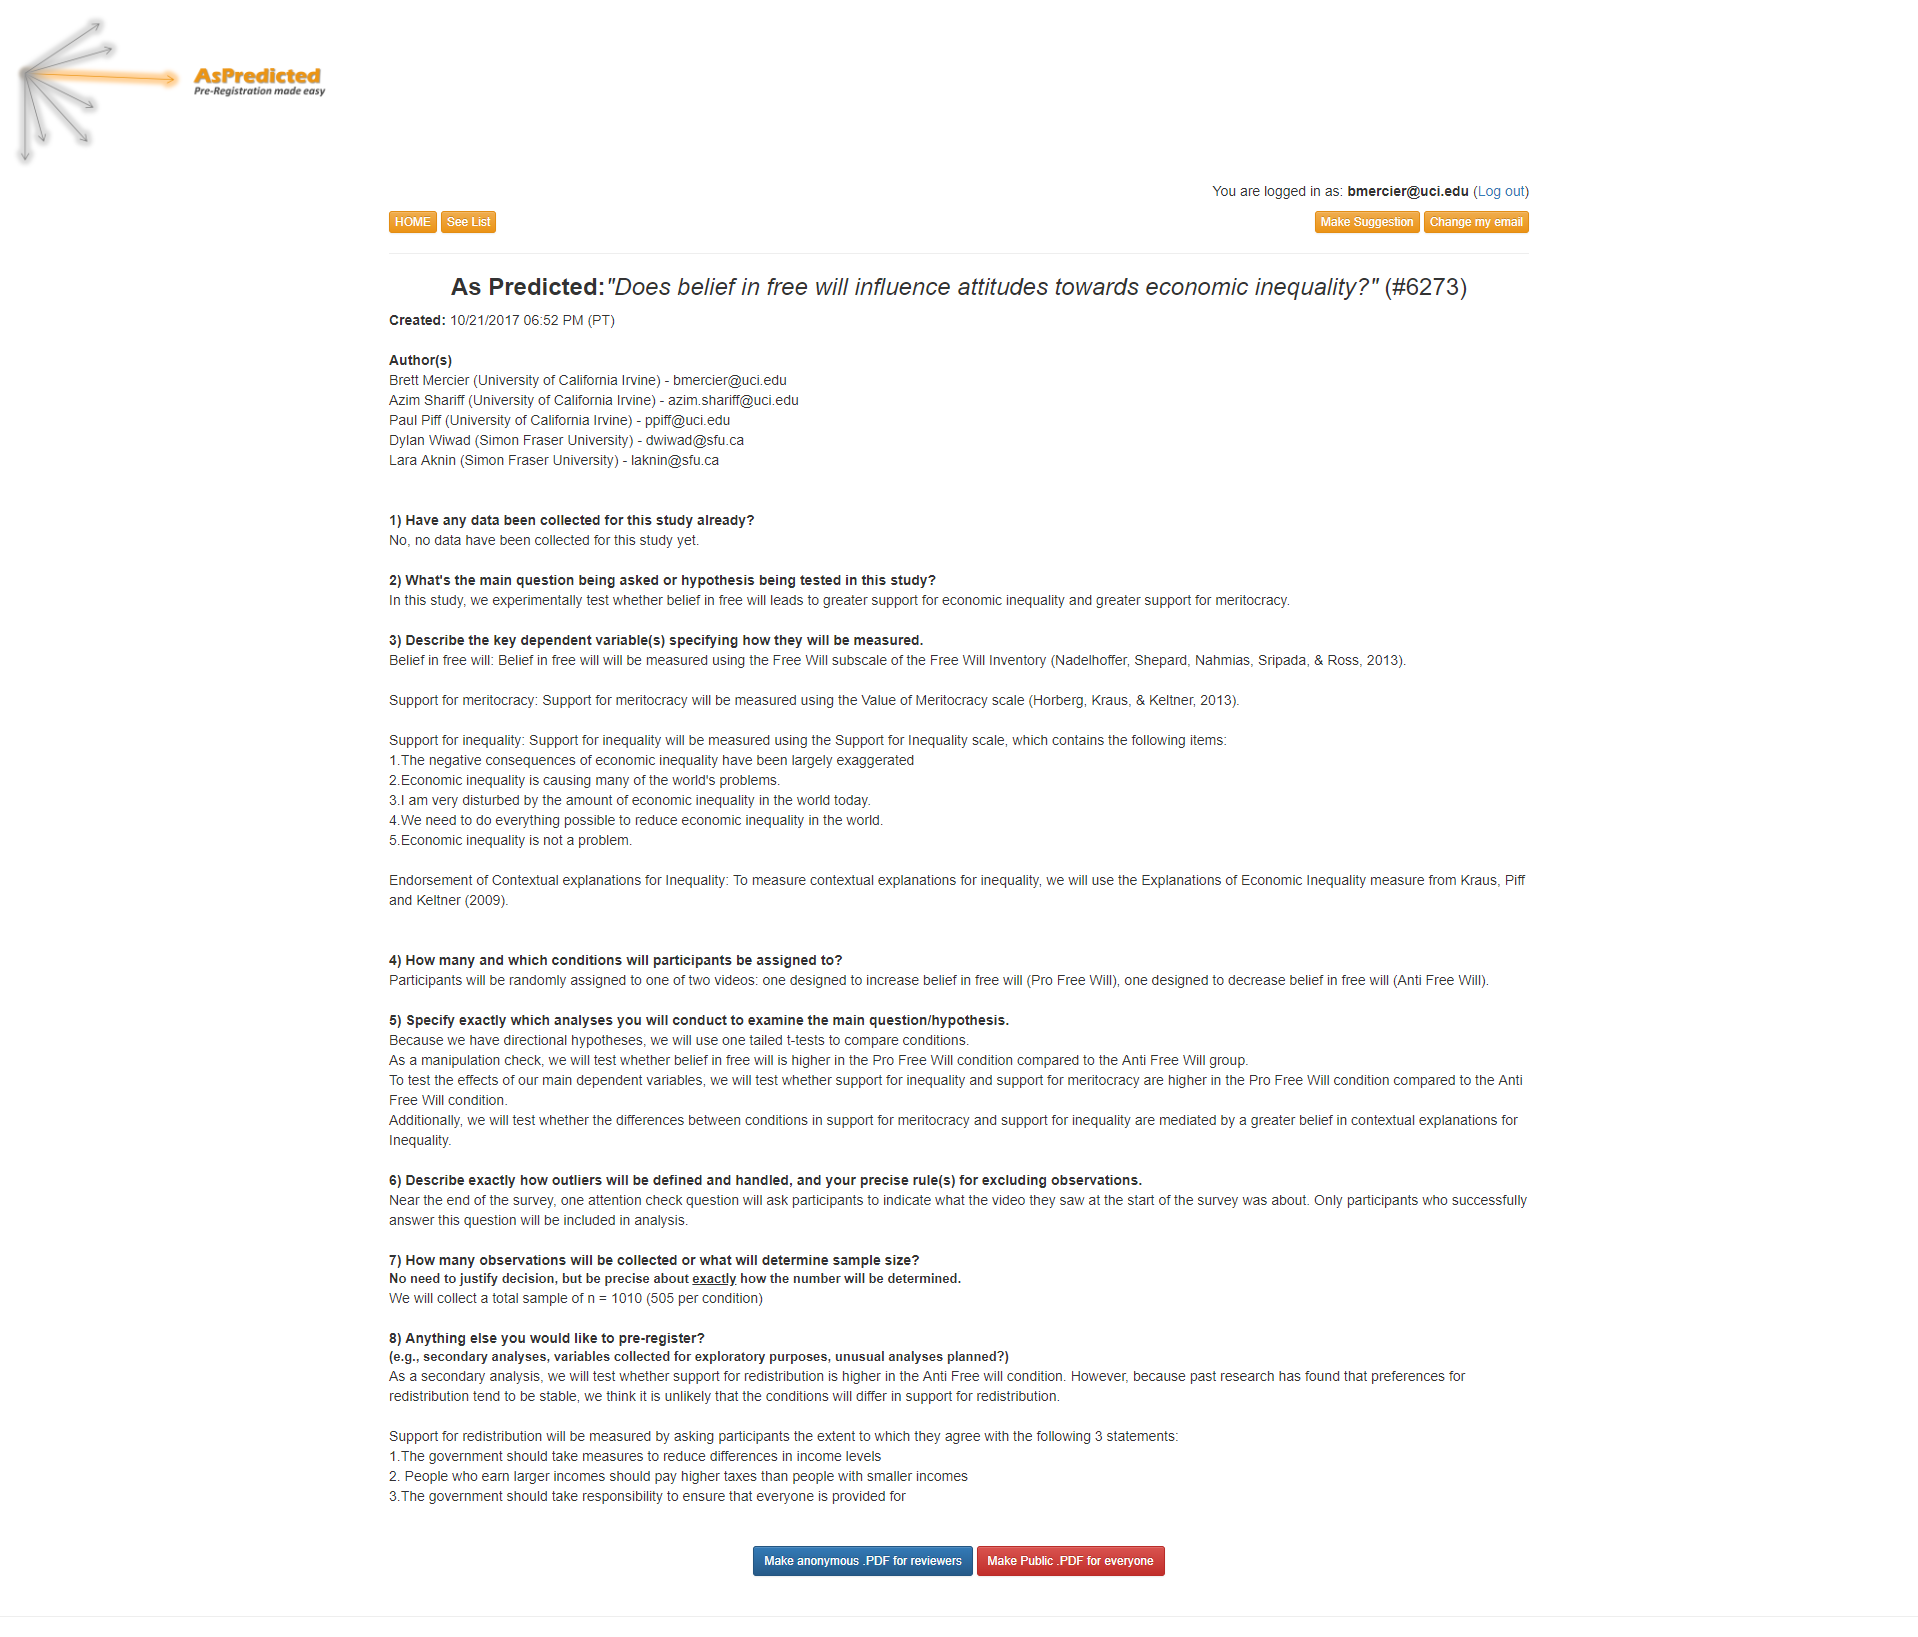 AsPredicted
Pre-Registration made easy
You are logged in as: bmercier@uci.edu (Log out)
HOME See List Make Suggestion Change my email
As Predicted:"Does belief in free will influence attitudes towards economic inequality?" (#6273)
Created: 10/21/2017 06:52 PM (PT)
Author(s)
Brett Mercier (University of California Irvine) - bmercier@uci.edu
Azim Shariff (University of California Irvine) - azim.shariff@uci.edu
Paul Piff (University of California Irvine) - ppiff@uci.edu
Dylan Wiwad (Simon Fraser University) - dwiwad@sfu.ca
Lara Aknin (Simon Fraser University) - laknin@sfu.ca
1) Have any data been collected for this study already?
No, no data have been collected for this study yet.
2) What's the main question being asked or hypothesis being tested in this study?
In this study, we experimentally test whether belief in free will leads to greater support for economic inequality and greater support for meritocracy.
3) Describe the key dependent variable(s) specifying how they will be measured.
Belief in free will: Belief in free will will be measured using the Free Will subscale of the Free Will Inventory (Nadelhoffer, Shepard, Nahmias, Sripada, & Ross, 2013).
Support for meritocracy: Support for meritocracy will be measured using the Value of Meritocracy scale (Horberg, Kraus, & Keltner, 2013).
Support for inequality: Support for inequality will be measured using the Support for Inequality scale, which contains the following items:
1.The negative consequences of economic inequality have been largely exaggerated
2.Economic inequality is causing many of the world's problems.
3.I am very disturbed by the amount of economic inequality in the world today.
4.We need to do everything possible to reduce economic inequality in the world.
5.Economic inequality is not a problem.
Endorsement of Contextual explanations for Inequality: To measure contextual explanations for inequality, we will use the Explanations of Economic Inequality measure from Kraus, Piff
and Keltner (2009).
4) How many and which conditions will participants be assigned to?
Participants will be randomly assigned to one of two videos: one designed to increase belief in free will (Pro Free Will), one designed to decrease belief in free will (Anti Free Will).
5) Specify exactly which analyses you will conduct to examine the main question/hypothesis.
Because we have directional hypotheses, we will use one tailed t-tests to compare conditions.
As a manipulation check, we will test whether belief in free will is higher in the Pro Free Will condition compared to the Anti Free Will group.
To test the effects of our main dependent variables, we will test whether support for inequality and support for meritocracy are higher in the Pro Free Will condition compared to the Anti
Free Will condition.
Additionally, we will test whether the differences between conditions in support for meritocracy and support for inequality are mediated by a greater belief in contextual explanations for
Inequality.
6) Describe exactly how outliers will be defined and handled, and your precise rule(s) for excluding observations.
Near the end of the survey, one attention check question will ask participants to indicate what the video they saw at the start of the survey was about. Only participants who successfully
answer this question will be included in analysis.
7) How many observations will be collected or what will determine sample size?
No need to justify decision, but be precise about exactly how the number will be determined.
We will collect a total sample of n = 1010 (505 per condition)
8) Anything else you would like to pre-register?
(e.g., secondary analyses, variables collected for exploratory purposes, unusual analyses planned?)
As a secondary analysis, we will test whether support for redistribution is higher in the Anti Free will condition. However, because past research has found that preferences for
redistribution tend to be stable, we think it is unlikely that the conditions will differ in support for redistribution.
Support for redistribution will be measured by asking participants the extent to which they agree with the following 3 statements:
1.The government should take measures to reduce differences in income levels
2. People who earn larger incomes should pay higher taxes than people with smaller incomes
3.The government should take responsibility to ensure that everyone is provided for
Make anonymous .PDF for reviewers Make Public .PDF for everyone